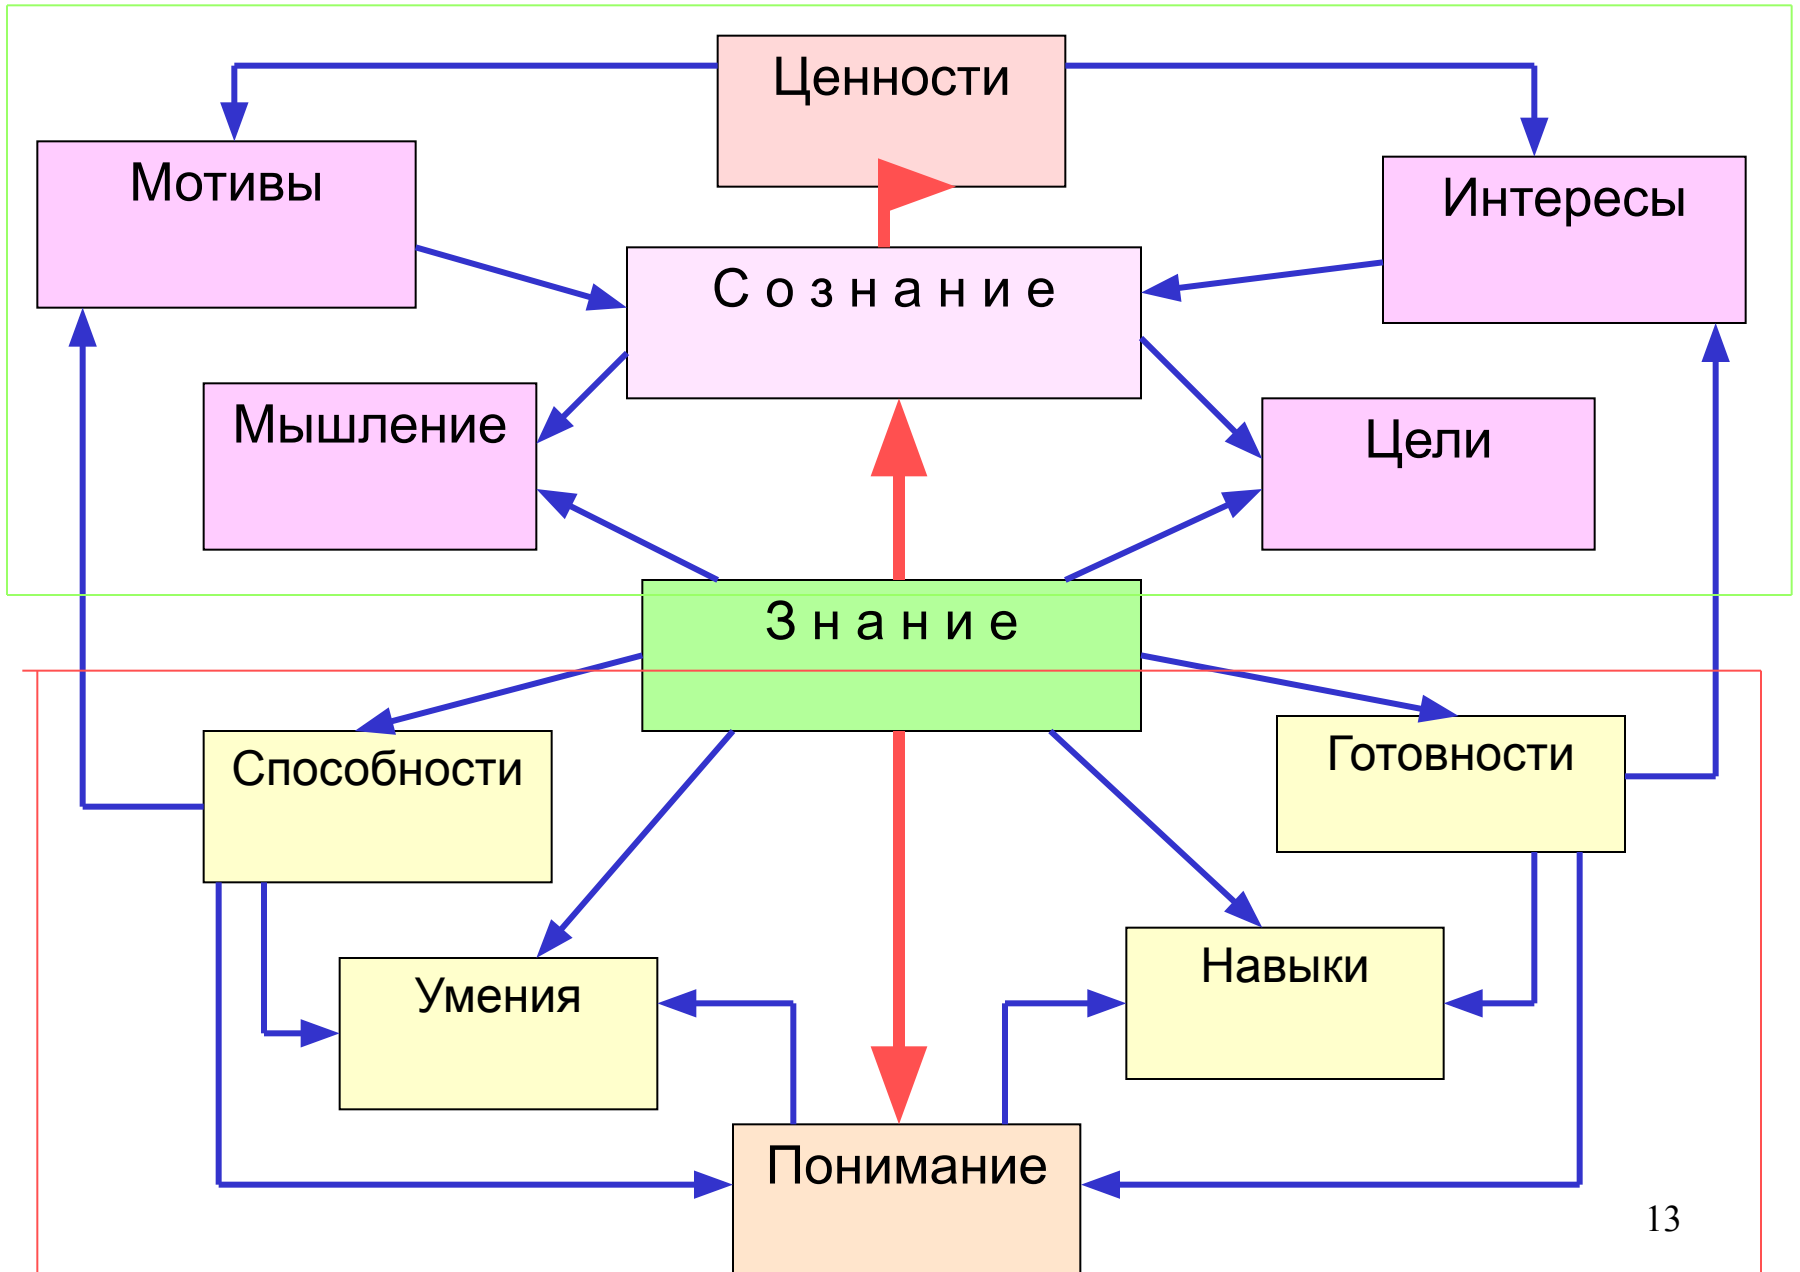 Ценности
Мотивы
Интересы
С о з н а н и е
Мышление
Цели
З н а н и е
Способности
Готовности
Умения
Навыки
Понимание
13